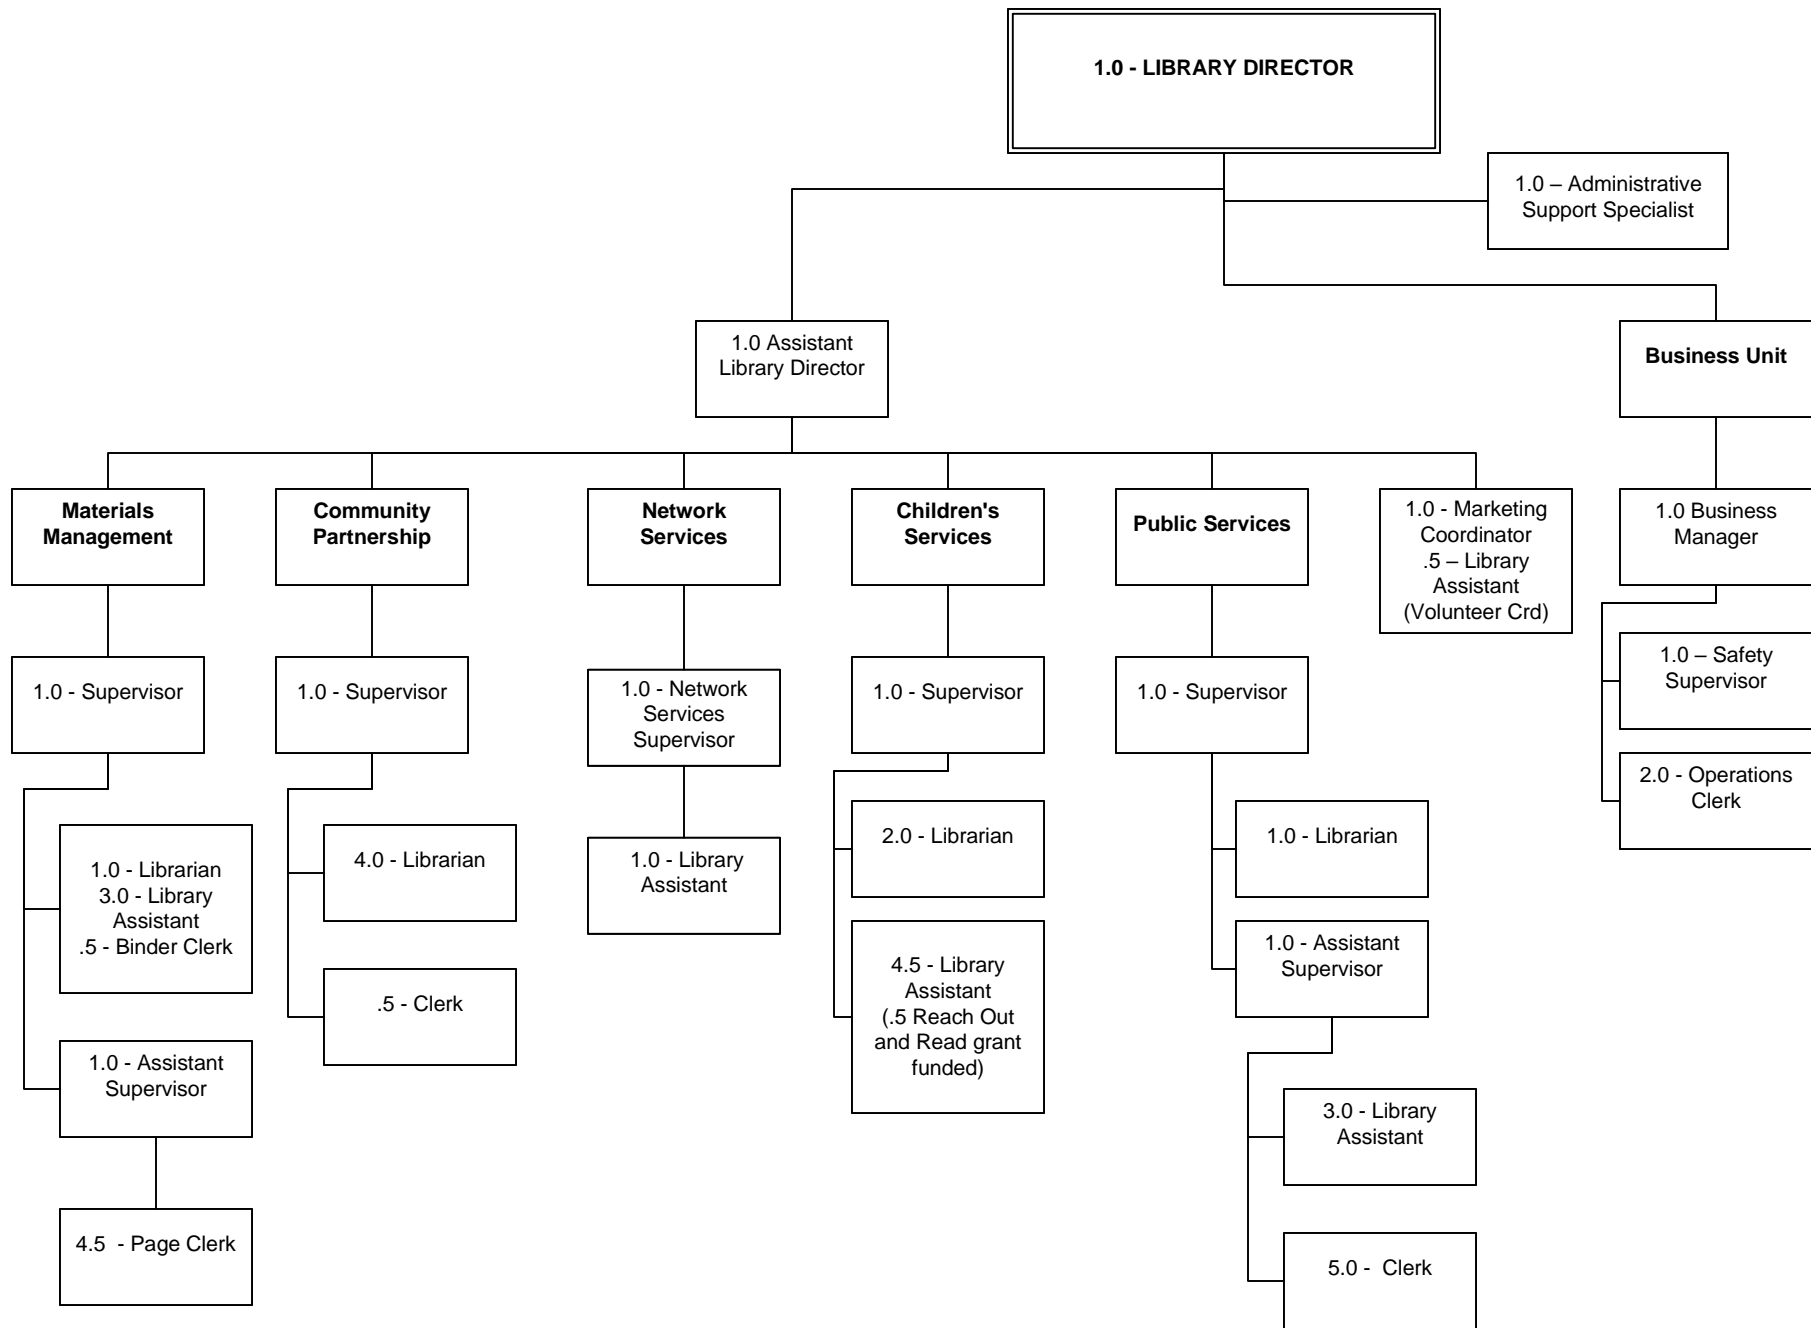 1.0 - LIBRARY DIRECTOR
1.0 – Administrative
Support Specialist
1.0 Assistant
Library Director
Business Unit
Materials
Management
Community
Partnership
Network
Services
Children's
Services
Public Services
1.0 - Marketing
Coordinator
.5 – Library
Assistant
(Volunteer Crd)
1.0 Business
Manager
1.0 - Supervisor
1.0 - Supervisor
1.0 - Network
Services
Supervisor
1.0 - Supervisor
1.0 - Supervisor
1.0 – Safety
Supervisor
2.0 - Operations
Clerk
1.0 - Librarian
3.0 - Library
Assistant
.5 - Binder Clerk
4.0 - Librarian
1.0 - Library
Assistant
2.0 - Librarian
1.0 - Librarian
.5 - Clerk
4.5 - Library
Assistant
(.5 Reach Out
and Read grant
funded)
1.0 - Assistant
Supervisor
1.0 - Assistant
Supervisor
3.0 - Library
Assistant
4.5  - Page Clerk
5.0 -  Clerk